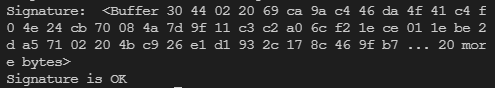 Signature:  <Buffer 30 44 02 20 69 ca 9a c4 46 da 4f 41 c4 f
0 4e 24 cb 70 08 4a 7d 9f 11 c3 c2 a0 6c f2 1e ce 01 1e be 2
d a5 71 02 20 4b c9 26 e1 d1 93 2c 17 8c 46 9f b7 ... 20 mor
e bytes>
Signature is OK